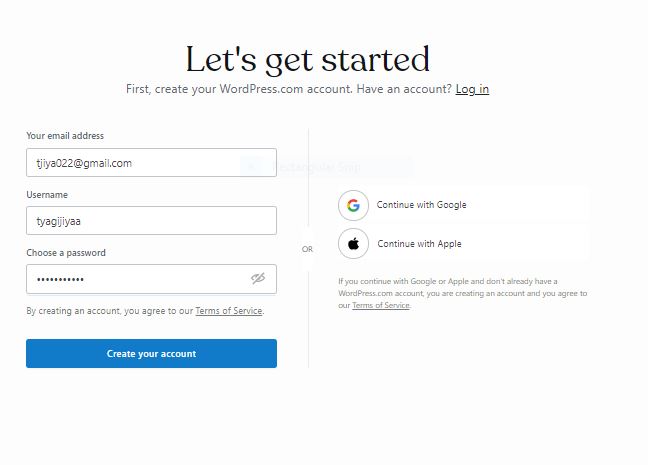 Let's get started
First, create your WordPress.com account. Have an account? Log in
Your email address
tjiya022@gmail.com
Rectangular Snip
Username
tyagijiyaa
Choose a password
•••••••••••
By creating an account, you agree to our Terms of Service.
Create your account
OR
Continue with Google
Continue with Apple
If you continue with Google or Apple and don't already have a
WordPress.com account, you are creating an account and you agree to
our Terms of Service.